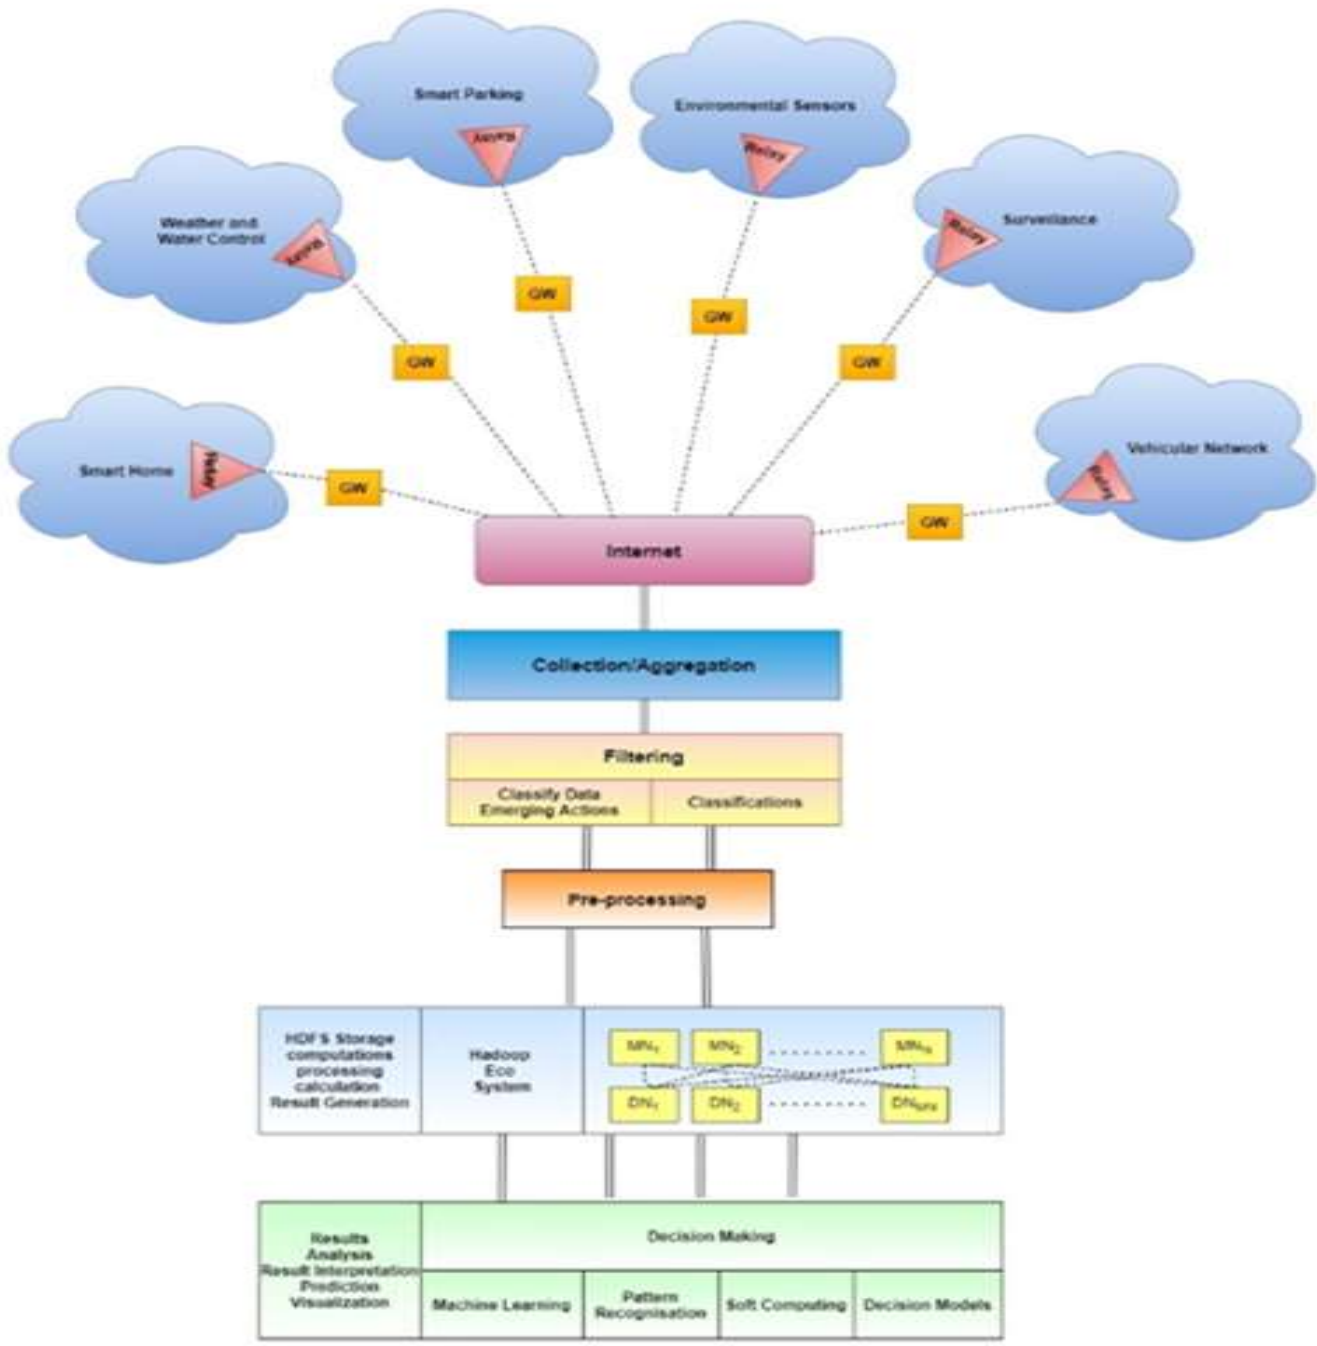 Smart Parking
Relay
Environmental Sensors
Relay
Weather and
Water Control
Relay
Surveillance
Relay
GW
GW
GW
GW
Smart Home
Relay
GW
Vehicular Network
Relay
GW
Internet
Collection/Aggregation
Filtering
Classify Data
Emerging Actions
Classifications
Pre-processing
HDFS Storage
computations
processing
calculation
Result Generation
Hadoop
Eco
System
MN₁
MN₂
MNₙ
DN₁
DN₂
Results
Analysis
Result Interpretation
Prediction
Visualization
Decision Making
Machine Learning
Pattern
Recognisation
Soft Computing
Decision Models